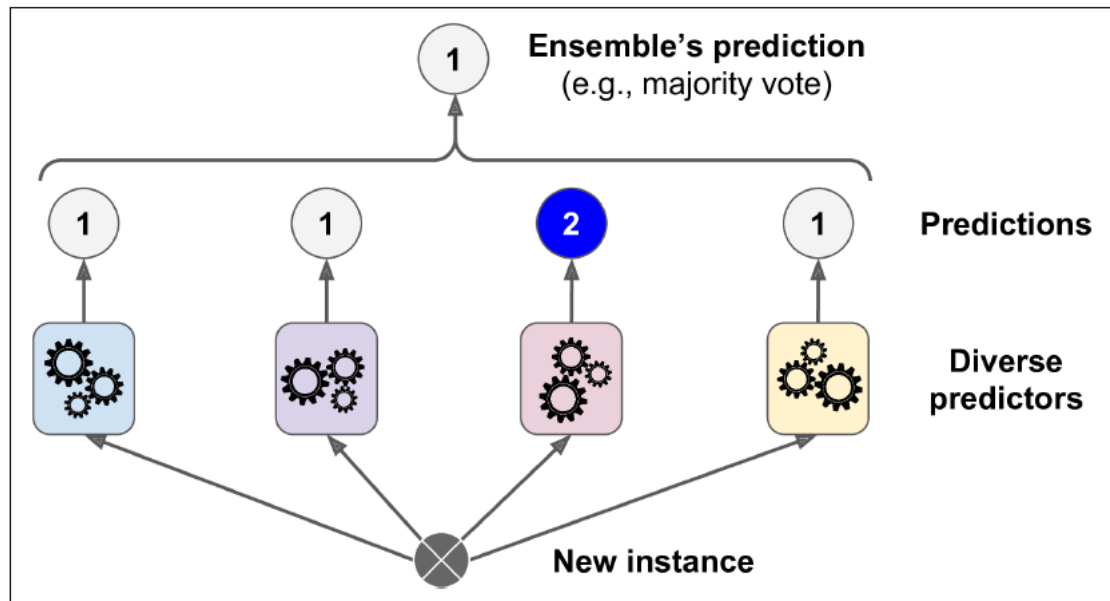 1
Ensemble’s prediction
(e.g., majority vote)
1 1 2 1
Predictions
Diverse
predictors
New instance